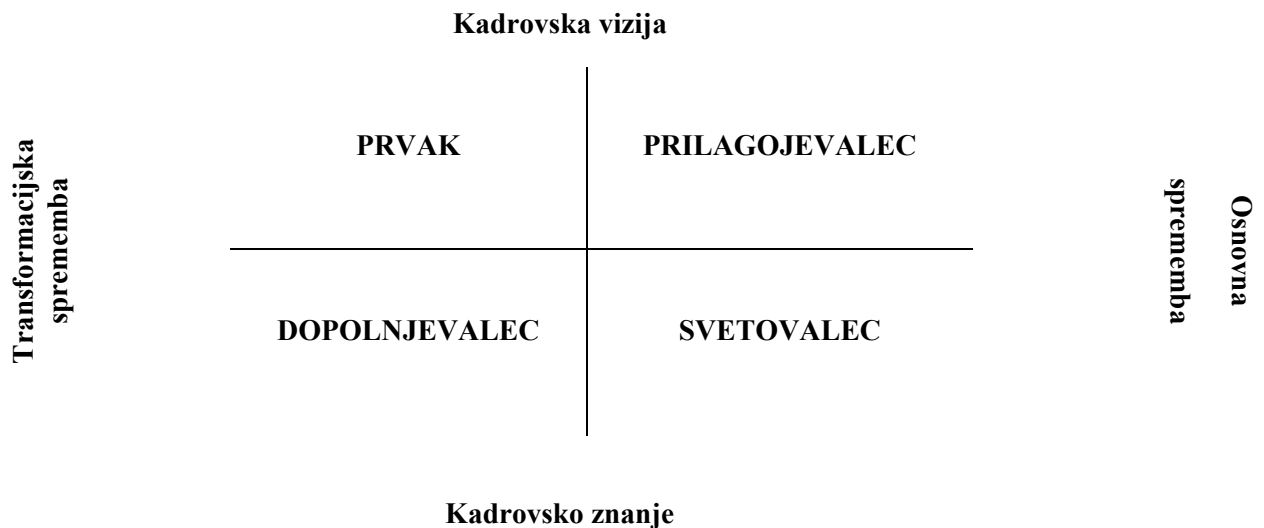 Kadrovska vizija
PRVAK
PRILAGOJEVALEC
Transformacijska
sprememba
Osnovna
sprememba
DOPOLNJEVALEC
SVETOVALEC
Kadrovsko znanje